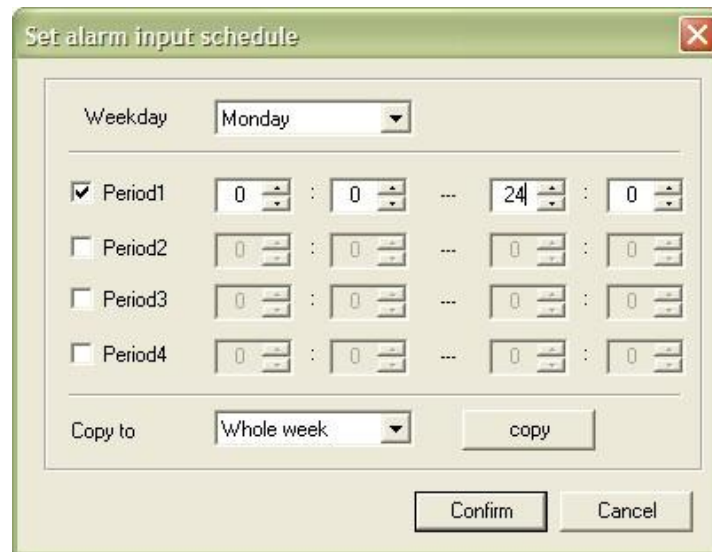 Set alarm input schedule
Weekday Monday
Period1 0 : 0 --- 24 : 0
Period2 0 : 0 --- 0 : 0
Period3 0 : 0 --- 0 : 0
Period4 0 : 0 --- 0 : 0
Copy to Whole week copy
Confirm Cancel